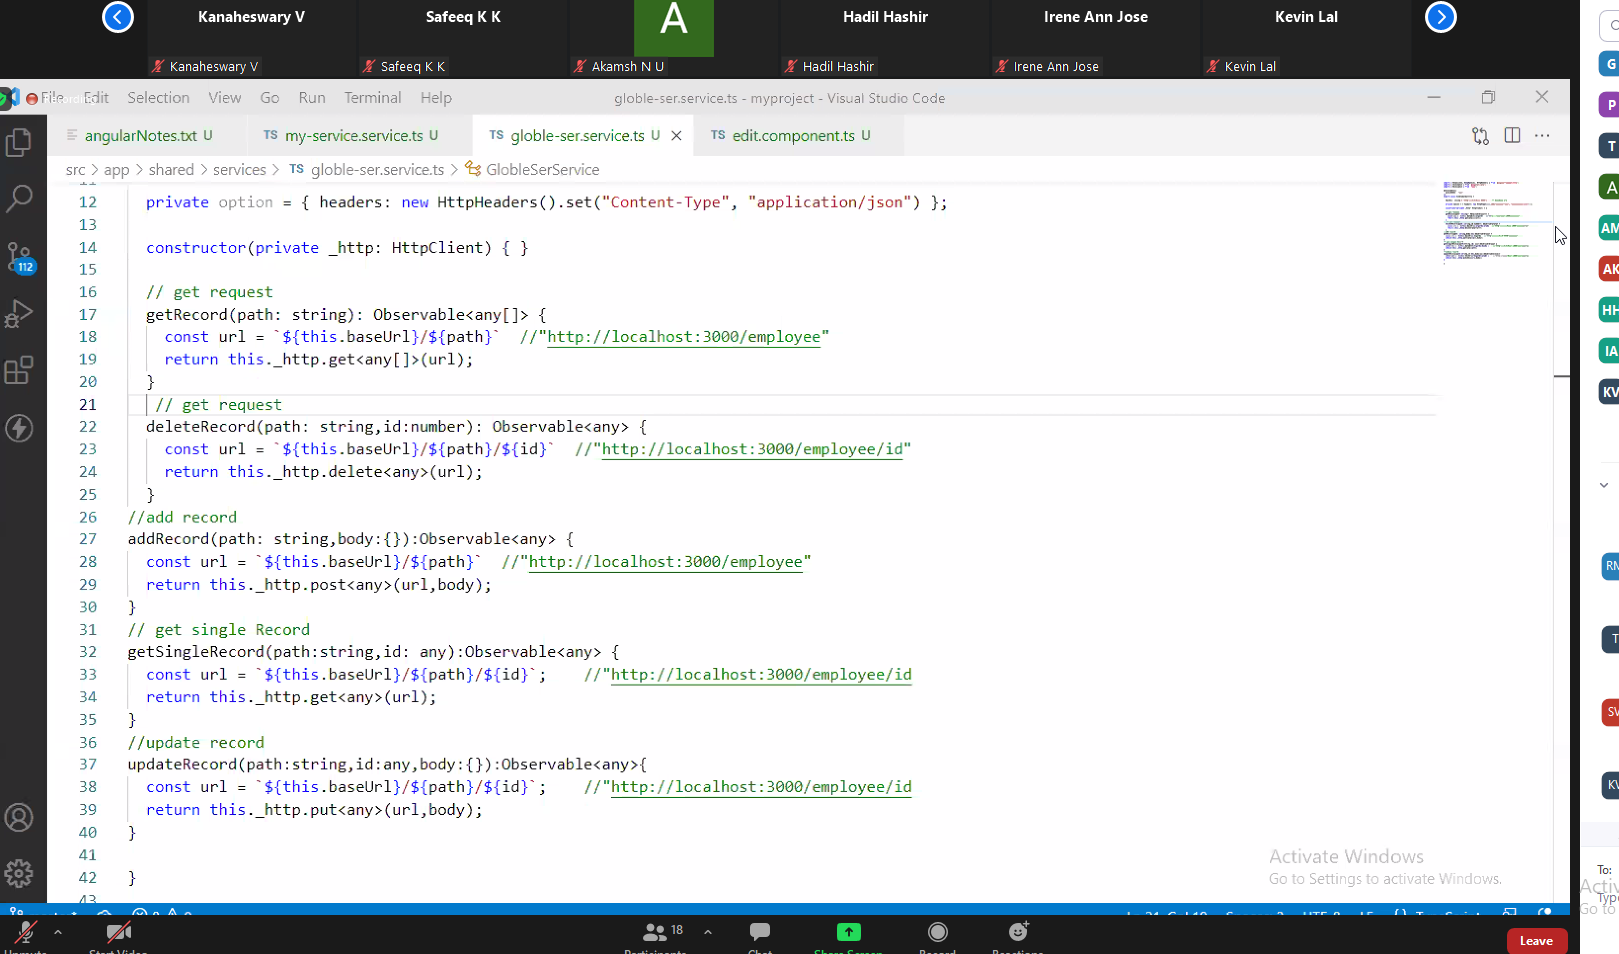 Kanaheswary V
Safeeq K K
A
Hadil Hashir
Irene Ann Jose
Kevin Lal
Kanaheswary V
Safeeq K K
Akamsh N U
Hadil Hashir
Irene Ann Jose
Kevin Lal
File Edit Selection View Go Run Terminal Help
globle-ser.service.ts - myproject - Visual Studio Code
angularNotes.txt U
TS my-service.service.ts U
TS globle-ser.service.ts U
TS edit.component.ts U
src > app > shared > services > TS globle-ser.service.ts > GlobleSerService
11
12 private option = { headers: new HttpHeaders().set("Content-Type", "application/json") };
13
14 constructor(private _http: HttpClient) { }
15
16 // get request
17 getRecord(path: string): Observable<any[]> {
18 const url = `${this.baseUrl}/${path}` //"http://localhost:3000/employee"
19 return this._http.get<any[]>(url);
20 }
21 // get request
22 deleteRecord(path: string,id:number): Observable<any> {
23 const url = `${this.baseUrl}/${path}/${id}` //"http://localhost:3000/employee/id"
24 return this._http.delete<any>(url);
25 }
26 //add record
27 addRecord(path: string,body:{}):Observable<any> {
28 const url = `${this.baseUrl}/${path}` //"http://localhost:3000/employee"
29 return this._http.post<any>(url,body);
30 }
31 // get single Record
32 getSingleRecord(path:string,id: any):Observable<any> {
33 const url = `${this.baseUrl}/${path}/${id}`; //"http://localhost:3000/employee/id
34 return this._http.get<any>(url);
35 }
36 //update record
37 updateRecord(path:string,id:any,body:{}):Observable<any>{
38 const url = `${this.baseUrl}/${path}/${id}`; //"http://localhost:3000/employee/id
39 return this._http.put<any>(url,body);
40 }
41
42 }
43
112
Activate Windows
Go to Settings to activate Windows.
18
Leave
G
P
T
A
AM
AK
HH
IA
KV
RM
T
SV
KV
To: